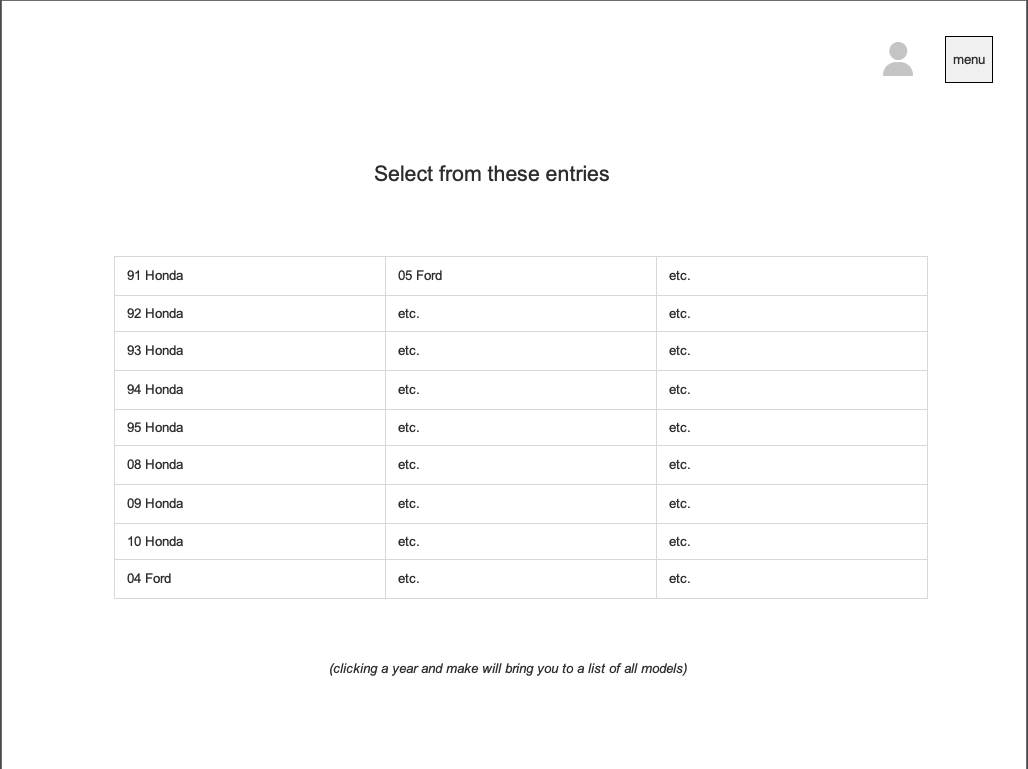 menu
Select from these entries
91 Honda 05 Ford etc.
92 Honda etc. etc.
93 Honda etc. etc.
94 Honda etc. etc.
95 Honda etc. etc.
08 Honda etc. etc.
09 Honda etc. etc.
10 Honda etc. etc.
04 Ford etc. etc.
(clicking a year and make will bring you to a list of all models)